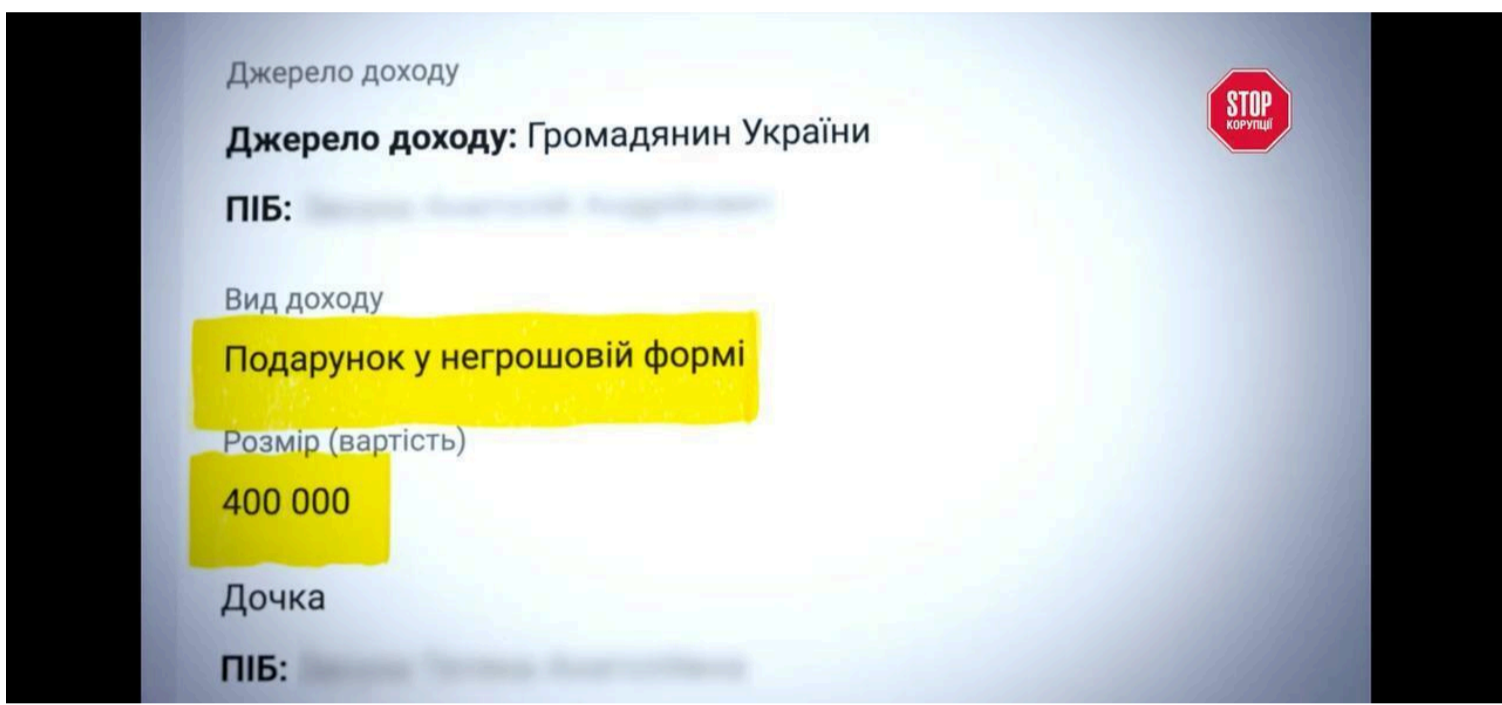 Джерело доходу
STOP
КОРУПЦІЇ
Джерело доходу: Громадянин України
ПІБ:
Вид доходу
Подарунок у негрошовій формі
Розмір (вартість)
400 000
Дочка
ПІБ: